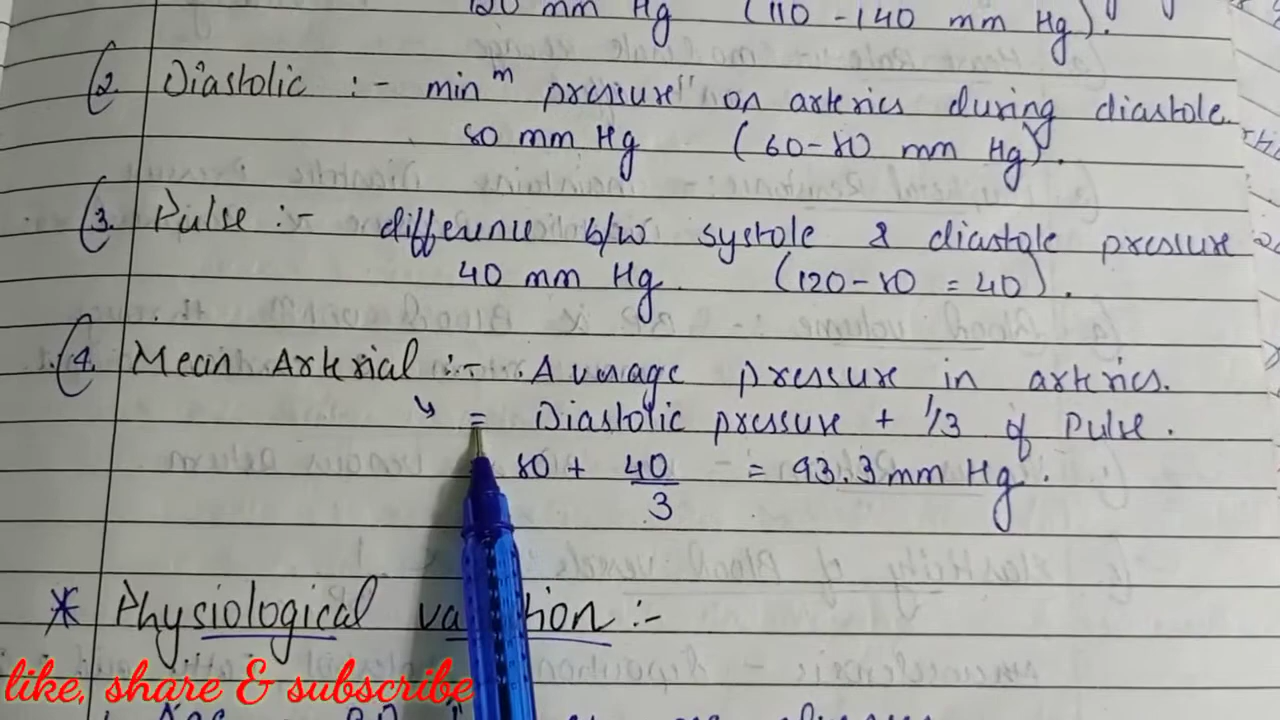 120 mm Hg (110-140 mm Hg).
(2. Diastolic :- minᵐ pressure on arteries during diastole.
80 mm Hg (60-80 mm Hg).
(3. Pulse :- difference b/w systole & diastole pressure
40 mm Hg. (120-80 = 40).
(4. Mean Arterial :- Average pressure in arteries.
↳ = Diastolic pressure + 1/3 of Pulse.
80 + 40/3 = 93.3 mm Hg.
* Physiological :-
like, share & subscribe